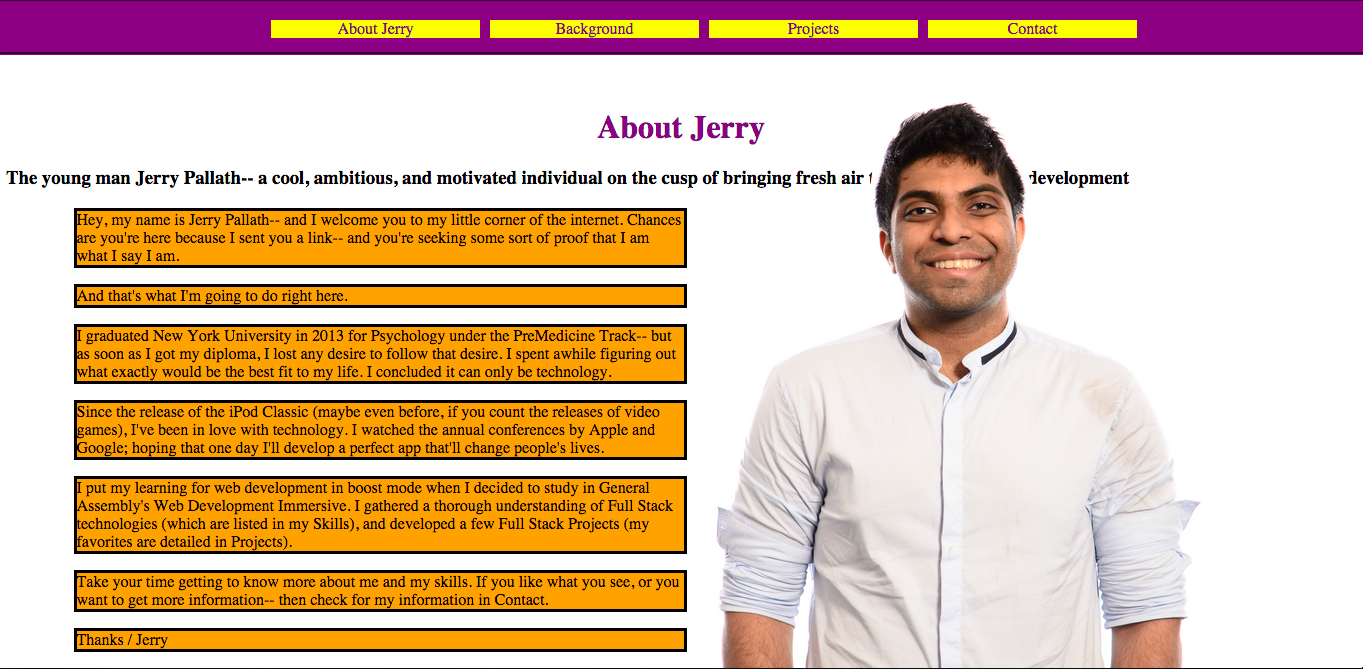 About Jerry
Background
Projects
Contact
About Jerry
The young man Jerry Pallath-- a cool, ambitious, and motivated individual on the cusp of bringing fresh air development
Hey, my name is Jerry Pallath-- and I welcome you to my little corner of the internet. Chances
are you're here because I sent you a link-- and you're seeking some sort of proof that I am
what I say I am.
And that's what I'm going to do right here.
I graduated New York University in 2013 for Psychology under the PreMedicine Track-- but
as soon as I got my diploma, I lost any desire to follow that desire. I spent awhile figuring out
what exactly would be the best fit to my life. I concluded it can only be technology.
Since the release of the iPod Classic (maybe even before, if you count the releases of video
games), I've been in love with technology. I watched the annual conferences by Apple and
Google; hoping that one day I'll develop a perfect app that'll change people's lives.
I put my learning for web development in boost mode when I decided to study in General
Assembly's Web Development Immersive. I gathered a thorough understanding of Full Stack
technologies (which are listed in my Skills), and developed a few Full Stack Projects (my
favorites are detailed in Projects).
Take your time getting to know more about me and my skills. If you like what you see, or you
want to get more information-- then check for my information in Contact.
Thanks / Jerry